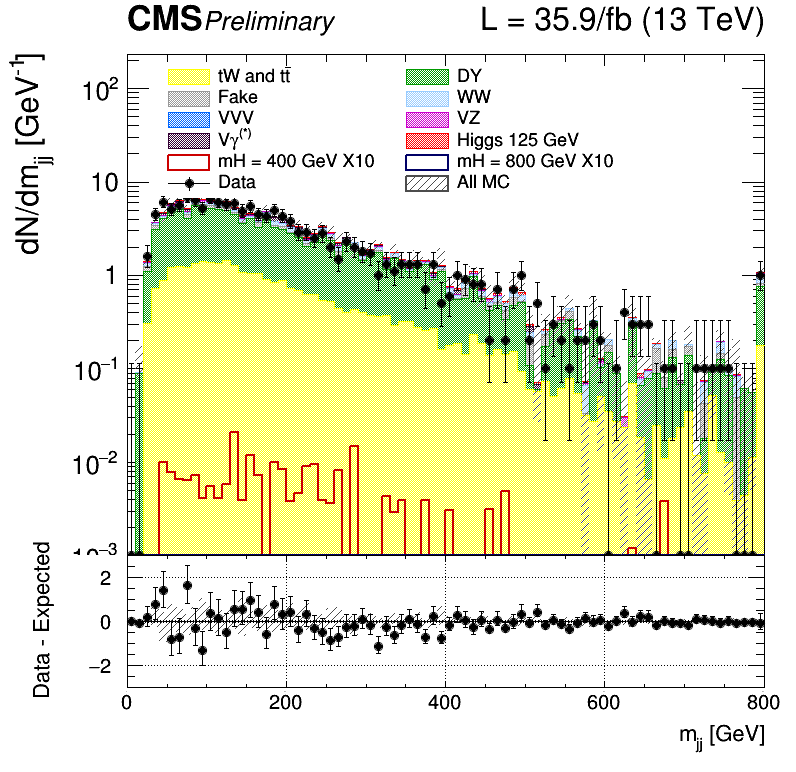 CMS Preliminary L = 35.9/fb (13 TeV)
dN/dm_jj [GeV⁻¹]
tW and tt̄ DY
Fake WW
VVV VZ
Vγ(*) Higgs 125 GeV
mH = 400 GeV X10 mH = 800 GeV X10
Data All MC
10²
10
1
10⁻¹
10⁻²
10⁻³
Data - Expected
2
0
−2
0 200 400 600 800
m_jj [GeV]